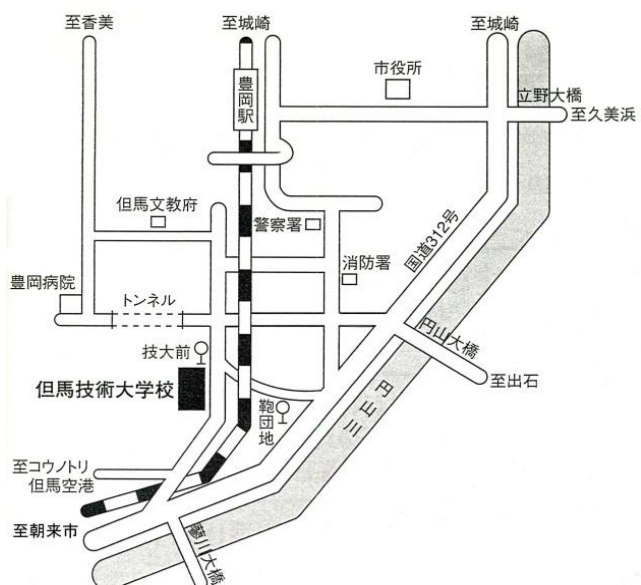 至香美
至城崎
至城崎
市役所
豊岡駅
立野大橋
至久美浜
但馬文教府
警察署
国道312号
消防署
豊岡病院
トンネル
円山大橋
技大前
但馬技術大学校
至出石
鞄団地
円山川
至コウノトリ
但馬空港
至朝来市
蓼川大橋